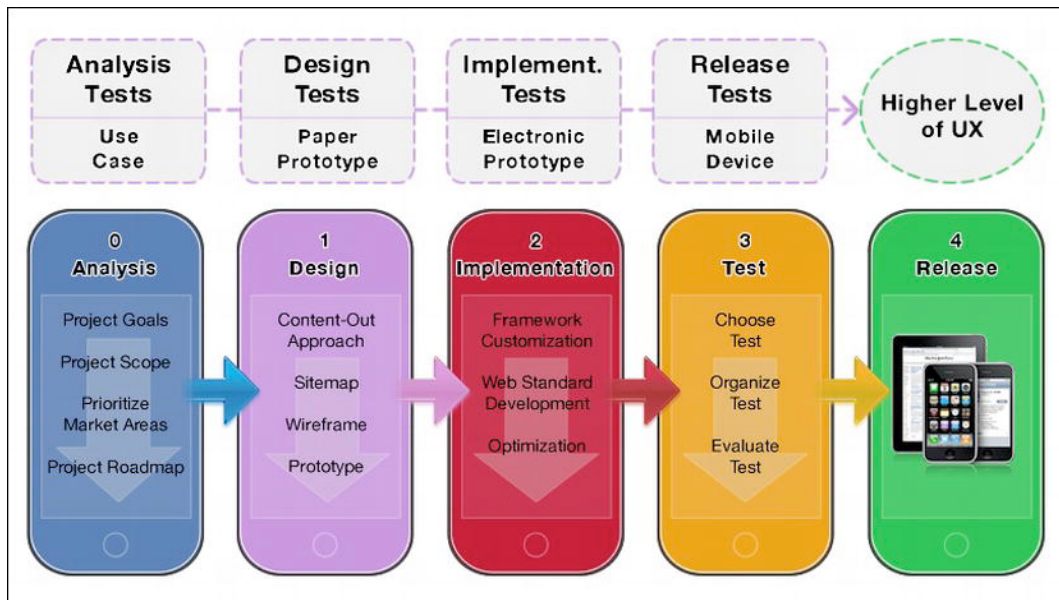 Analysis
Tests
Use
Case
Design
Tests
Paper
Prototype
Implement.
Tests
Electronic
Prototype
Release
Tests
Mobile
Device
Higher Level
of UX
0
Analysis
Project Goals
Project Scope
Prioritize
Market Areas
Project Roadmap
1
Design
Content-Out
Approach
Sitemap
Wireframe
Prototype
2
Implementation
Framework
Customization
Web Standard
Development
Optimization
3
Test
Choose
Test
Organize
Test
Evaluate
Test
4
Release